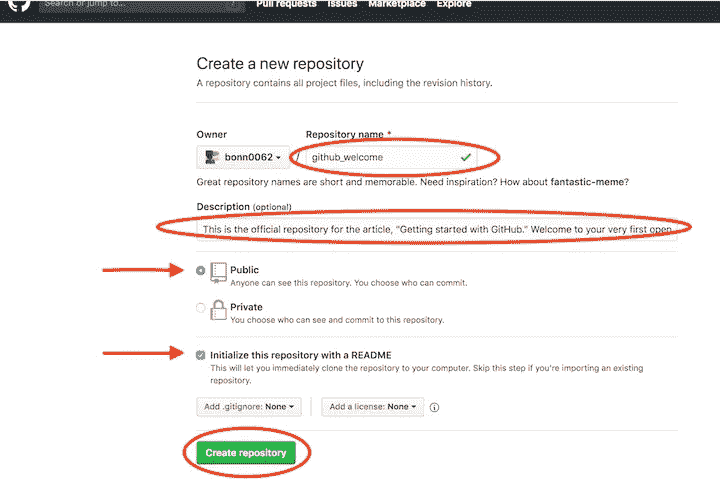 Search or jump to...
/
Pull requests Issues Marketplace Explore
Create a new repository
A repository contains all project files, including the revision history.
Owner Repository name *
bonn0062 / github_welcome
Great repository names are short and memorable. Need inspiration? How about fantastic-meme?
Description (optional)
This is the official repository for the article, "Getting started with GitHub." Welcome to your very first open
Public
Anyone can see this repository. You choose who can commit.
Private
You choose who can see and commit to this repository.
Initialize this repository with a README
This will let you immediately clone the repository to your computer. Skip this step if you're importing an existing
repository.
Add .gitignore: None Add a license: None
Create repository